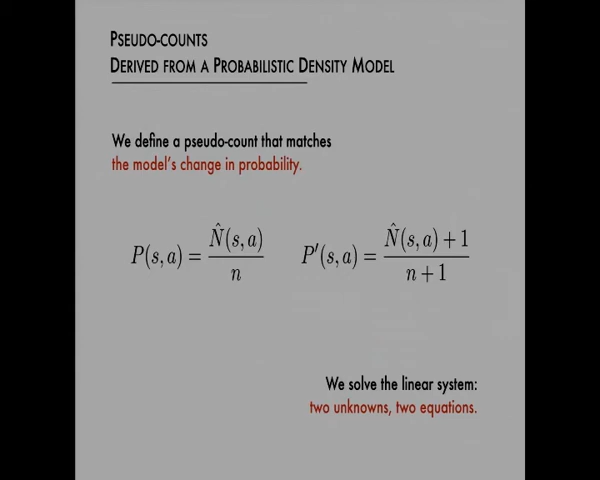 PSEUDO-COUNTS
DERIVED FROM A PROBABILISTIC DENSITY MODEL
We define a pseudo-count that matches
the model's change in probability.
P(s, a) = N̂(s, a) / n    P′(s, a) = N̂(s, a) + 1 / n + 1
We solve the linear system:
two unknowns, two equations.